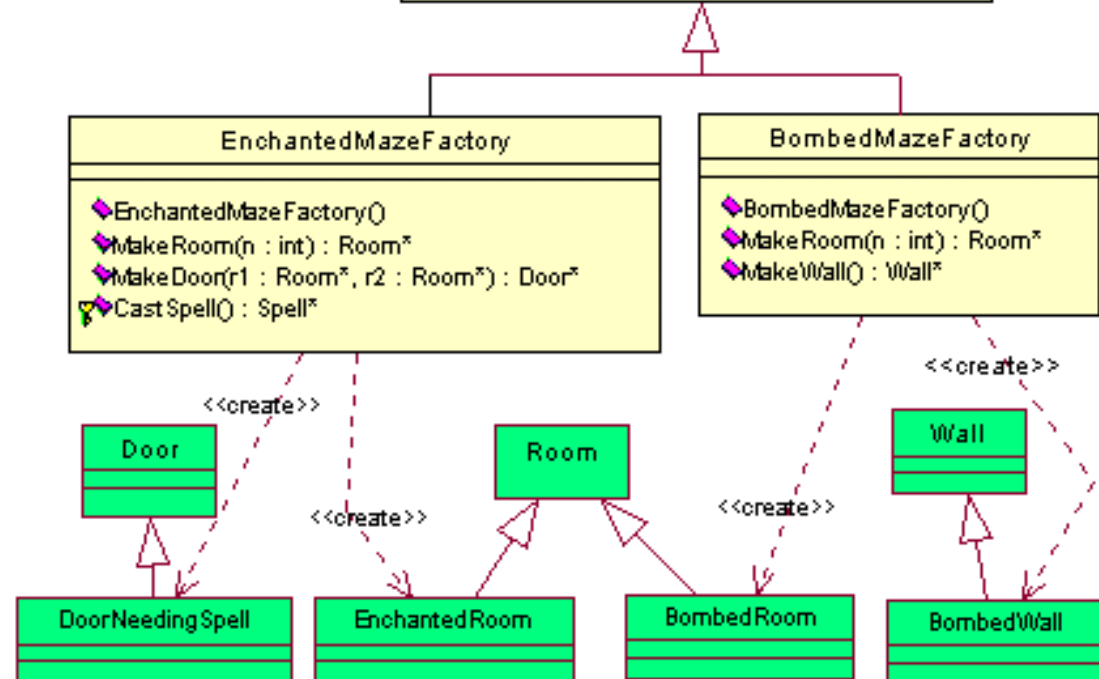 EnchantedMazeFactory
EnchantedMazeFactory()
MakeRoom(n : int) : Room*
MakeDoor(r1 : Room*, r2 : Room*) : Door*
CastSpell() : Spell*
BombedMazeFactory
BombedMazeFactory()
MakeRoom(n : int) : Room*
MakeWall() : Wall*
<<create>>
<<create>>
Door
Room
Wall
<<create>>
<<create>>
DoorNeedingSpell
EnchantedRoom
BombedRoom
BombedWall